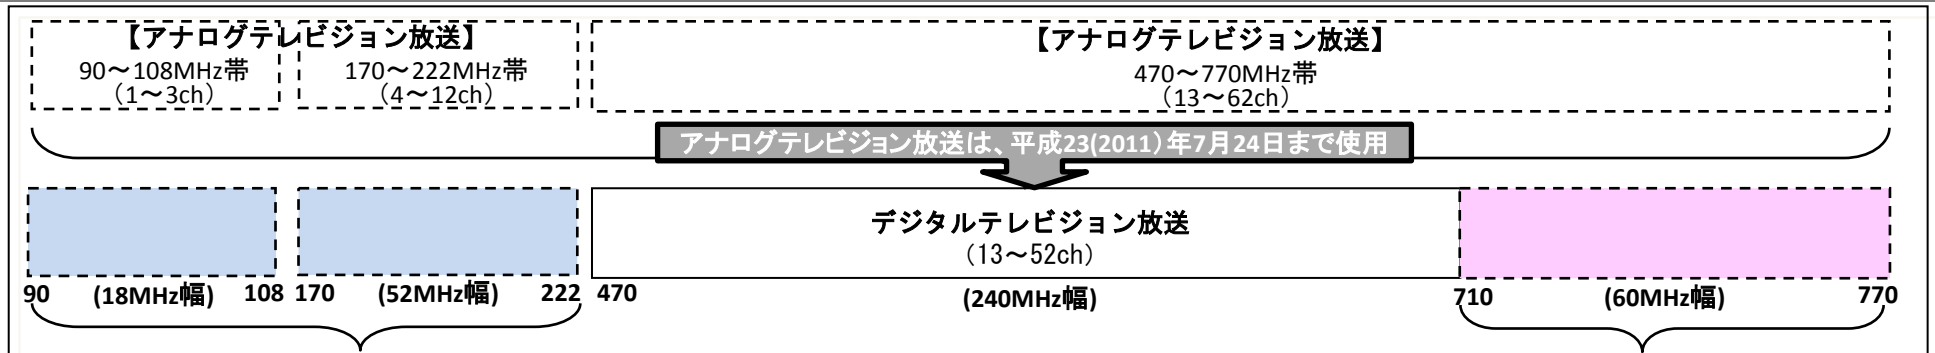 【アナログテレビジョン放送】
90～108MHz帯
（1～3ch）
170～222MHz帯
（4～12ch）
【アナログテレビジョン放送】
470～770MHz帯
（13～62ch）
アナログテレビジョン放送は、平成23(2011）年7月24日まで使用
デジタルテレビジョン放送
（13～52ch）
90 (18MHz幅) 108 170 (52MHz幅) 222 470 (240MHz幅) 710 (60MHz幅) 770